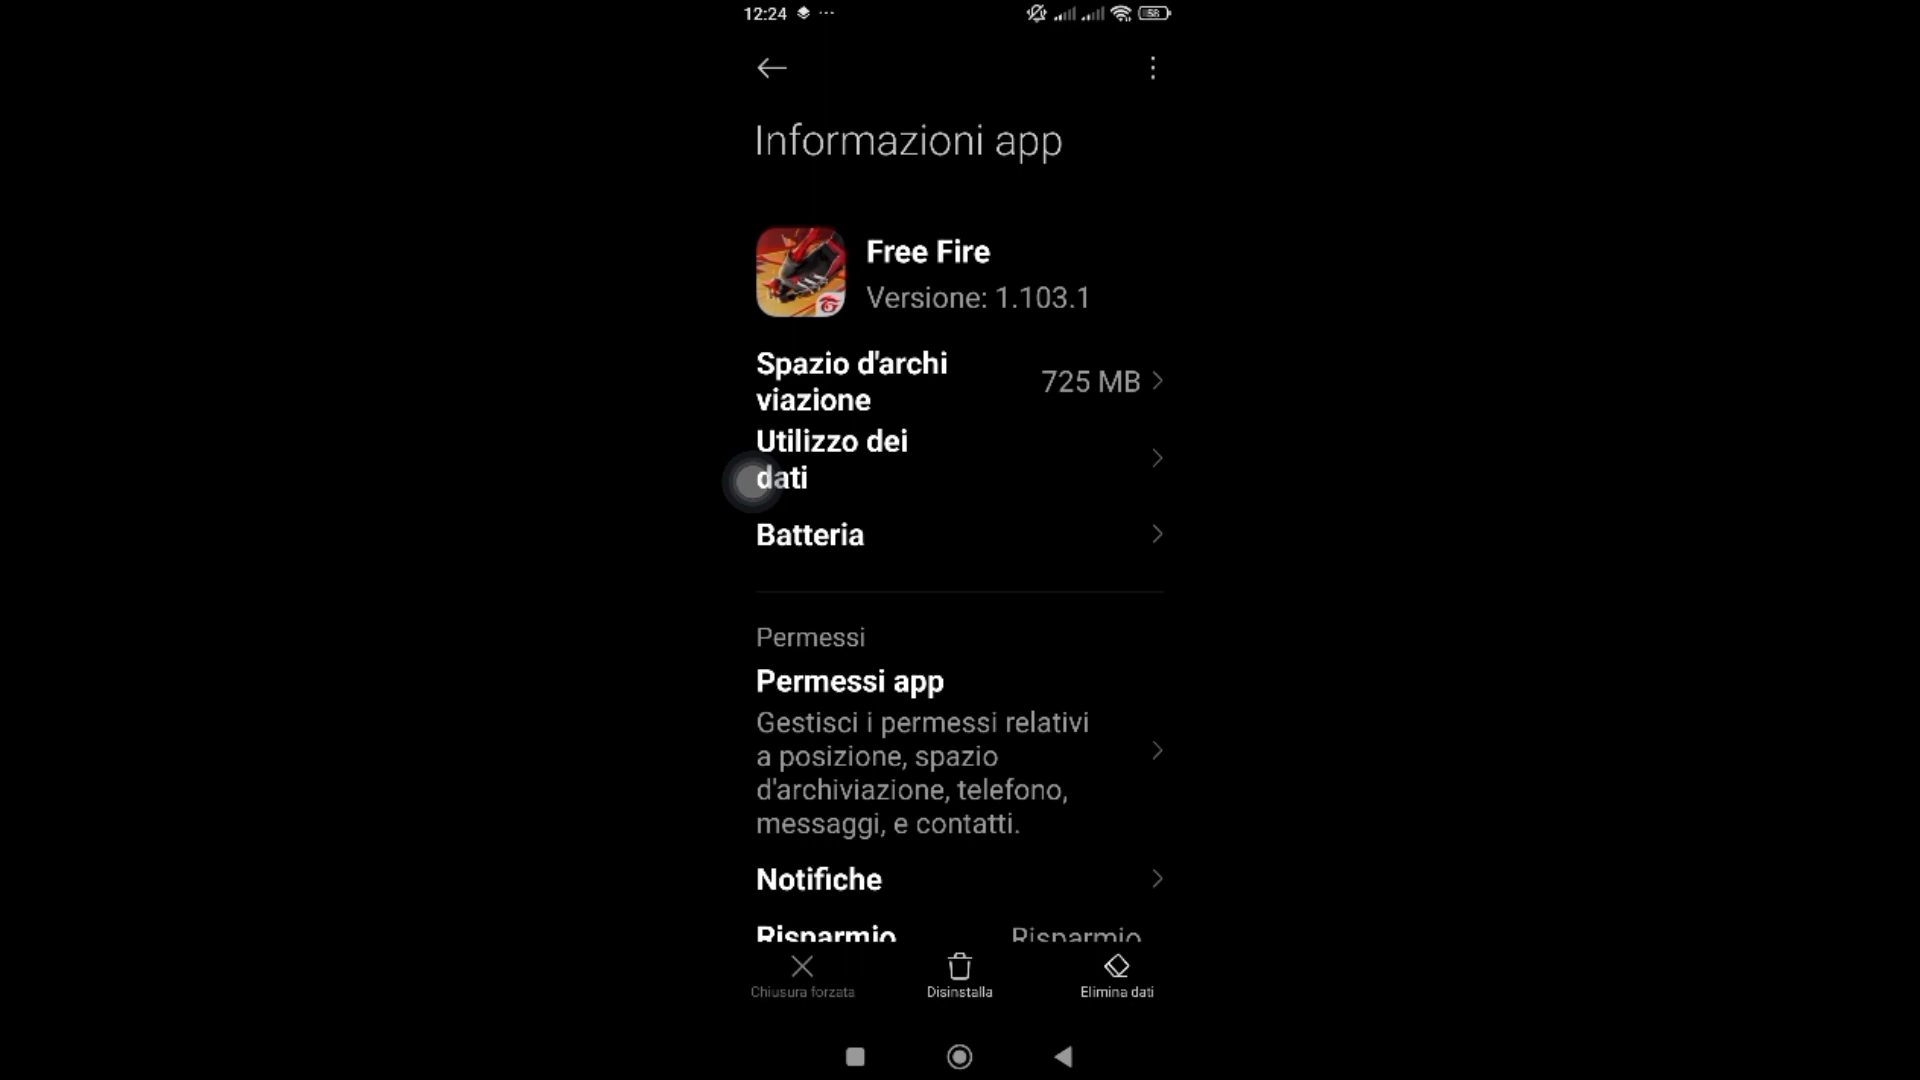 12:24
58
Informazioni app
Free Fire
Versione: 1.103.1
Spazio d'archi
viazione
725 MB
Utilizzo dei
dati
Batteria
Permessi
Permessi app
Gestisci i permessi relativi
a posizione, spazio
d'archiviazione, telefono,
messaggi, e contatti.
Notifiche
Risparmio
Risparmio
Chiusura forzata
Disinstalla
Elimina dati